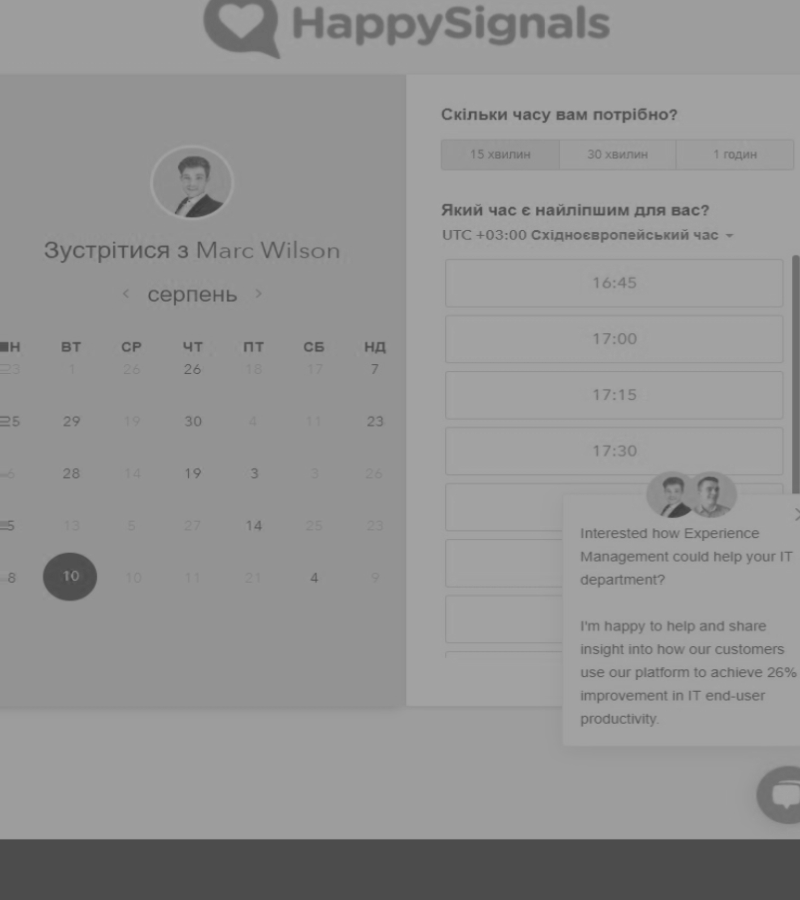 HappySignals
Зустрітися з Marc Wilson
серпень
ВТ СР ЧТ ПТ СБ НД
23 1 26 26 18 17 7
25 29 19 30 4 11 23
6 28 14 19 3 3 26
5 13 5 27 14 25 23
8 10 10 11 21 4 9
Скільки часу вам потрібно?
15 хвилин 30 хвилин 1 годин
Який час є найліпшим для вас?
UTC +03:00 Східноєвропейський час
16:45
17:00
17:15
17:30
Interested how Experience
Management could help your IT
department?
I'm happy to help and share
insight into how our customers
use our platform to achieve 26%
improvement in IT end-user
productivity.